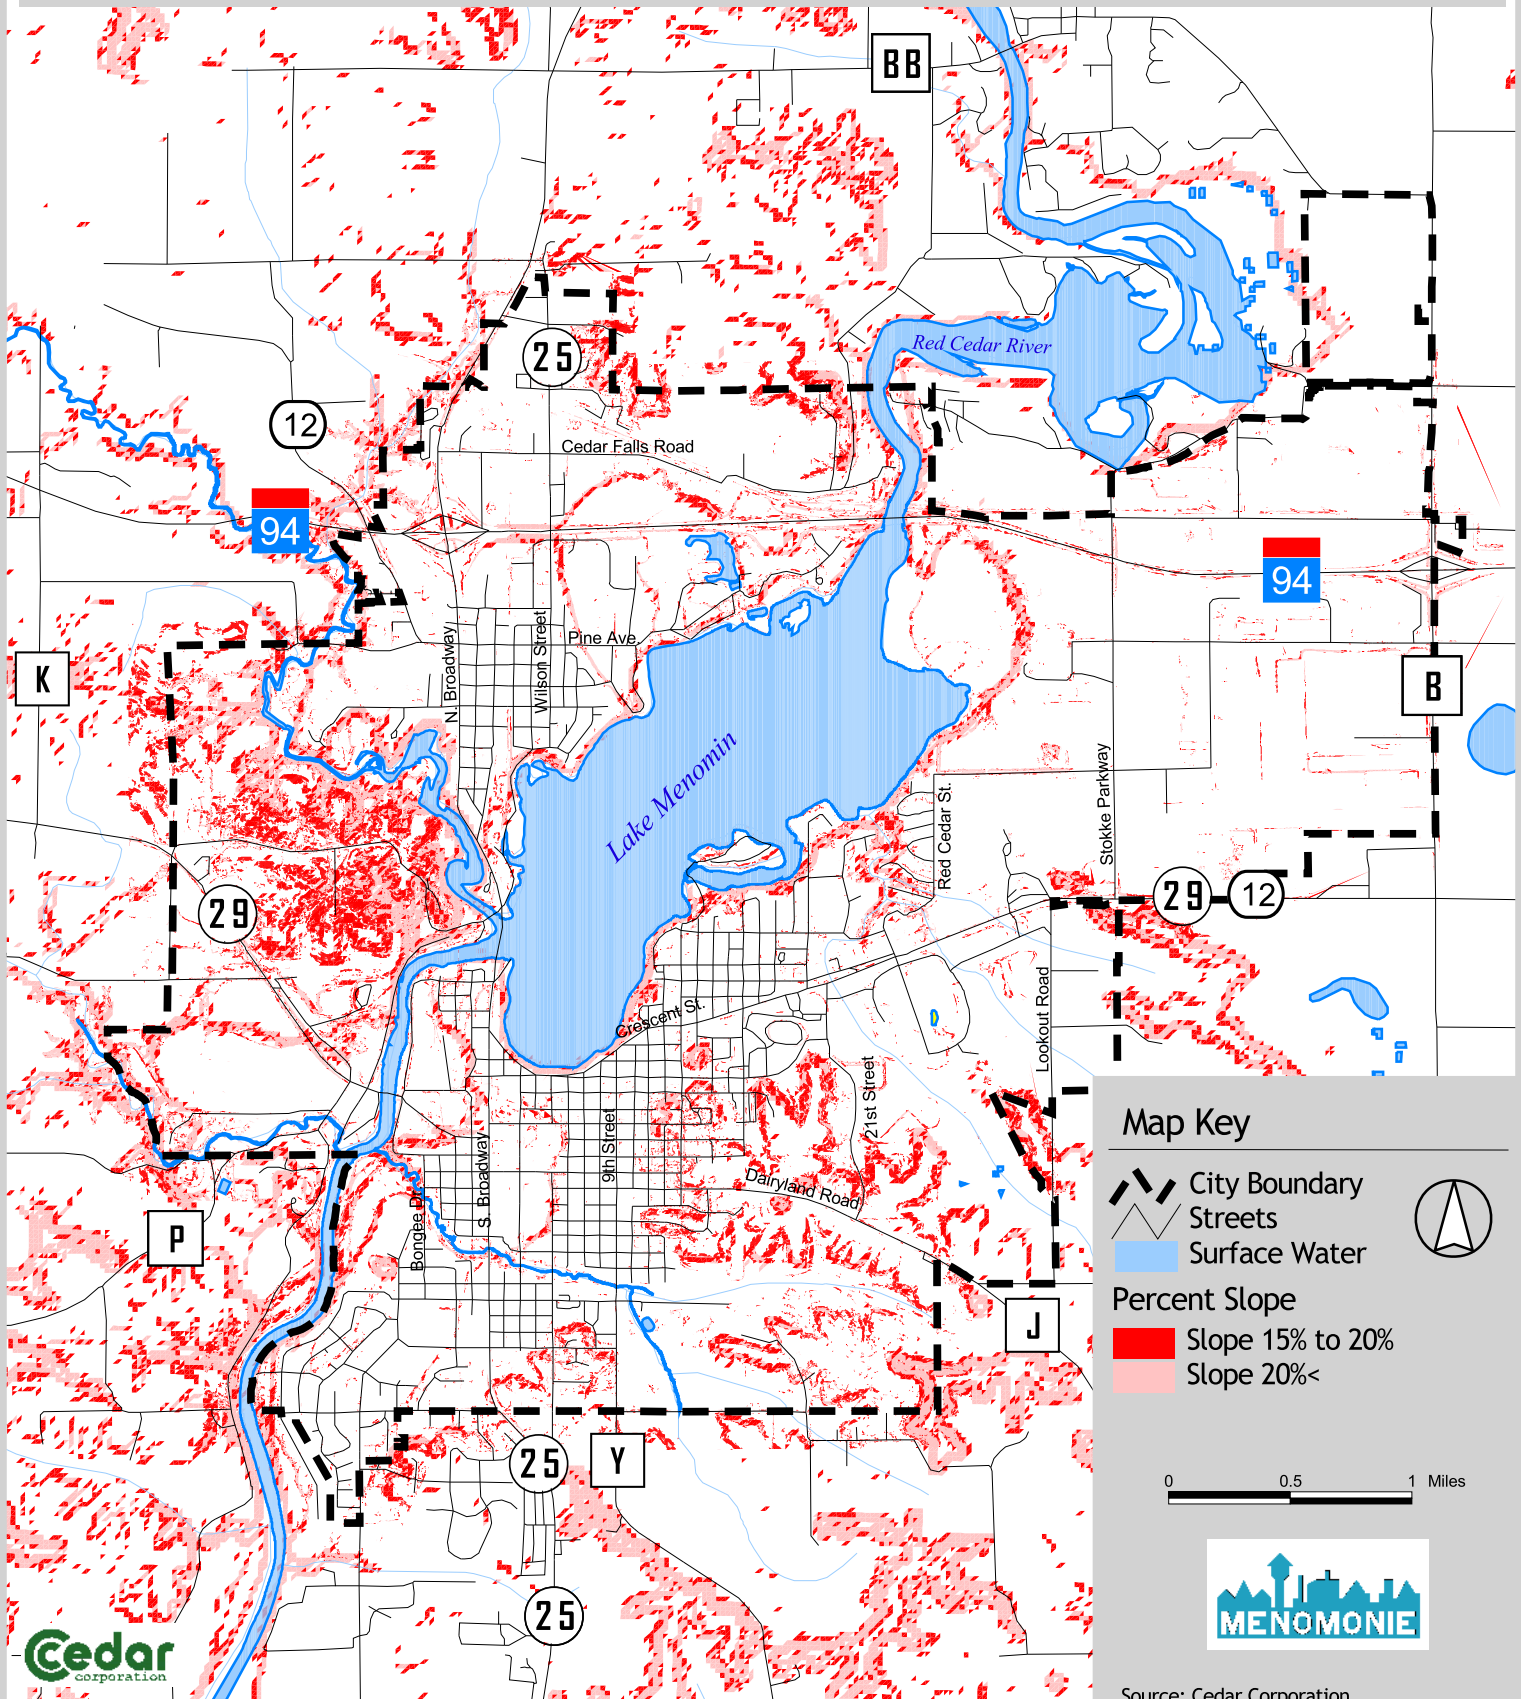 BB
25
Red Cedar River
12
Cedar Falls Road
94
94
N. Broadway
Wilson Street
Pine Ave.
K
B
Lake Menomin
Red Cedar St.
Stokke Parkway
29
29
12
Crescent St.
Lookout Road
21st Street
9th Street
S. Broadway
Bongee Dr.
Dairyland Road
P
J
25
Y
25
Map Key
City Boundary
Streets
Surface Water
Percent Slope
Slope 15% to 20%
Slope 20%<
0 0.5 1 Miles
MENOMONIE
Cedar
corporation
Source: Cedar Corporation